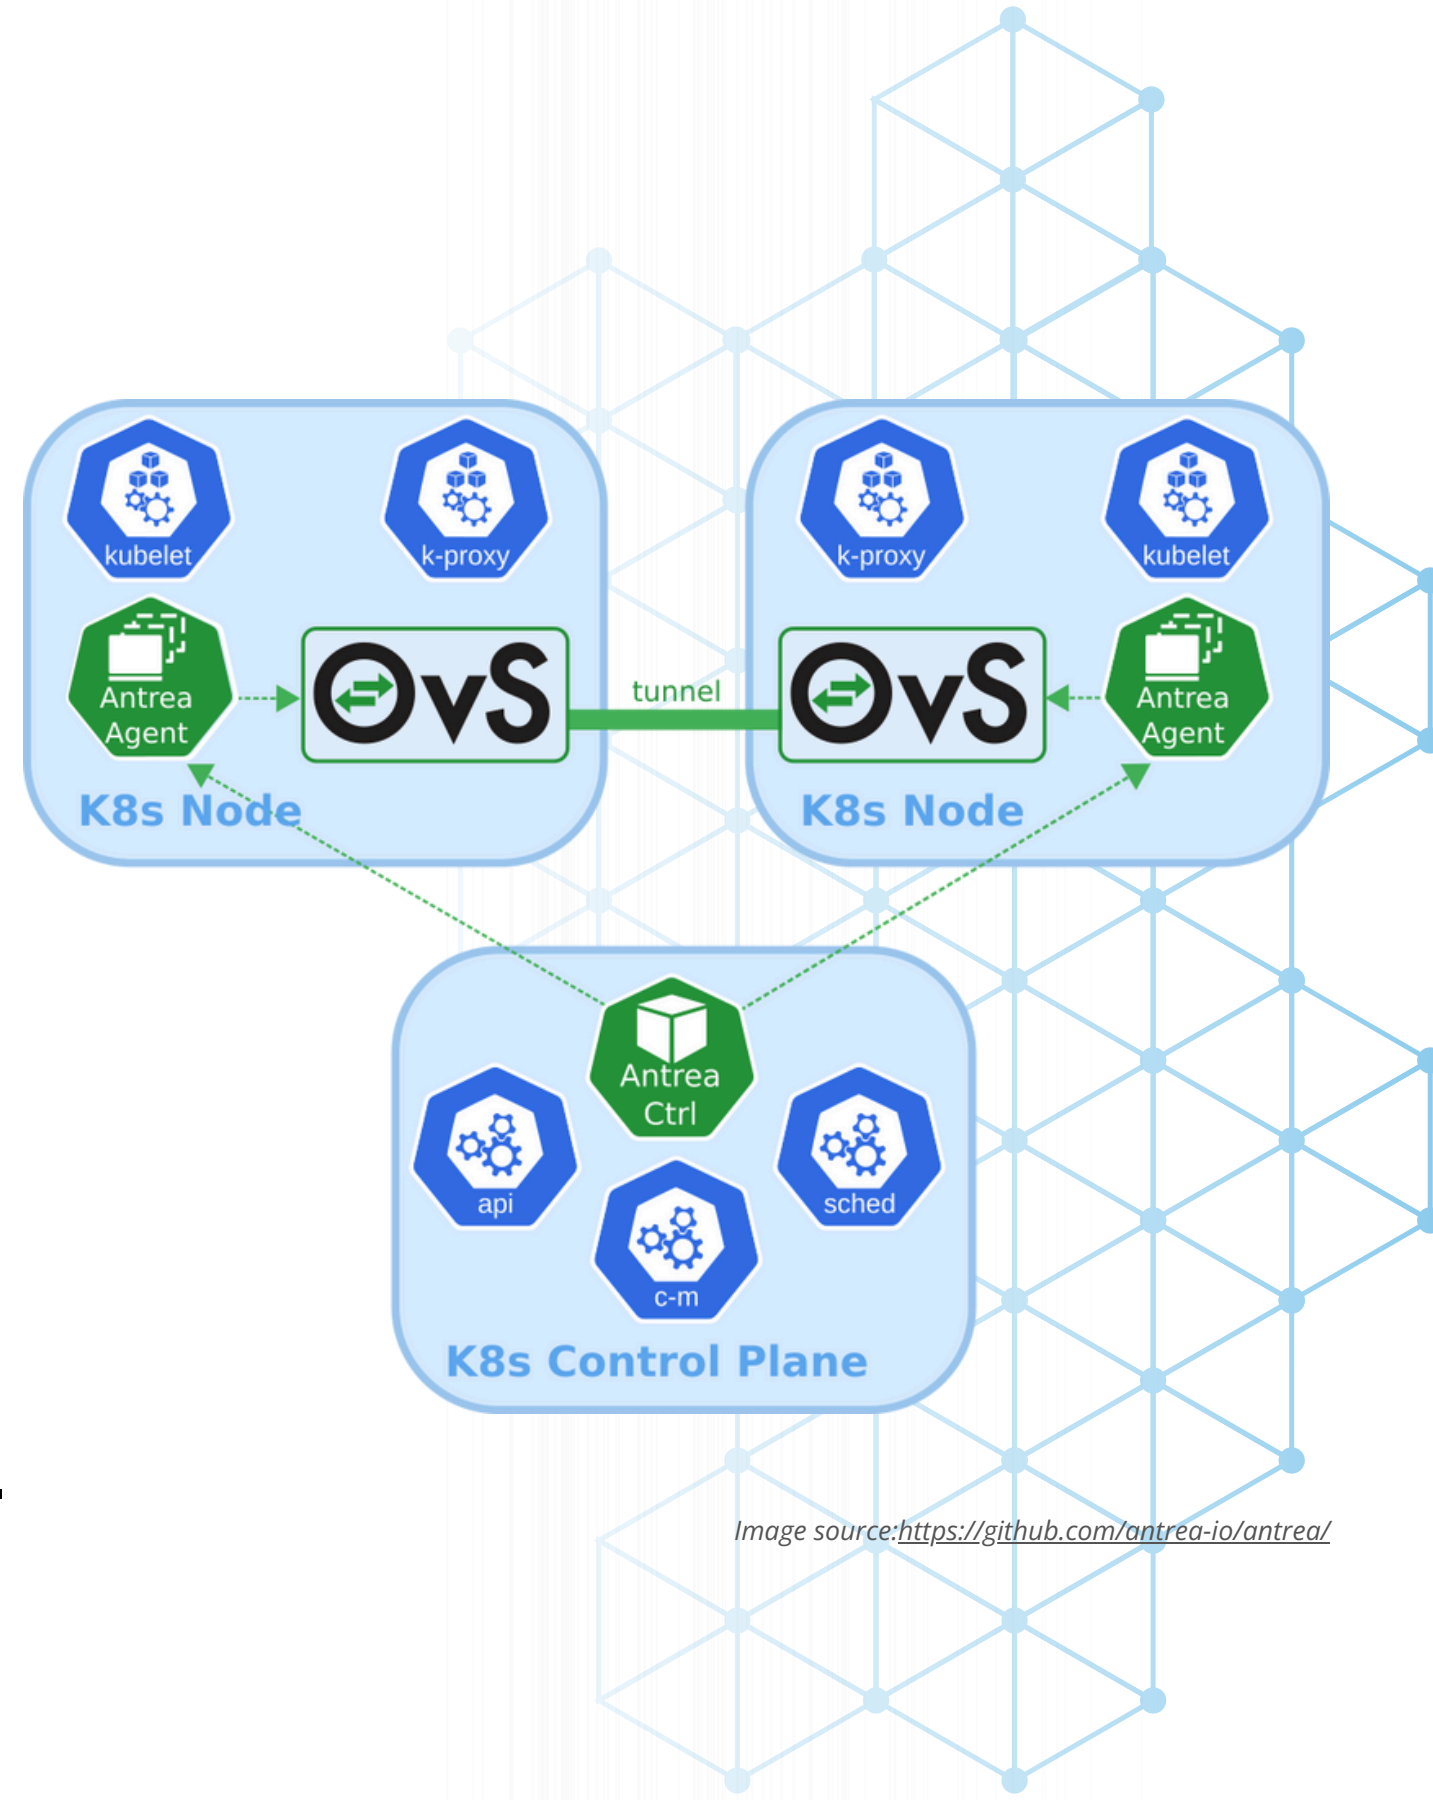 kubelet
k-proxy
Antrea
Agent
OvS
K8s Node
tunnel
k-proxy
kubelet
OvS
Antrea
Agent
K8s Node
Antrea
Ctrl
api
sched
c-m
K8s Control Plane
Image source:https://github.com/antrea-io/antrea/